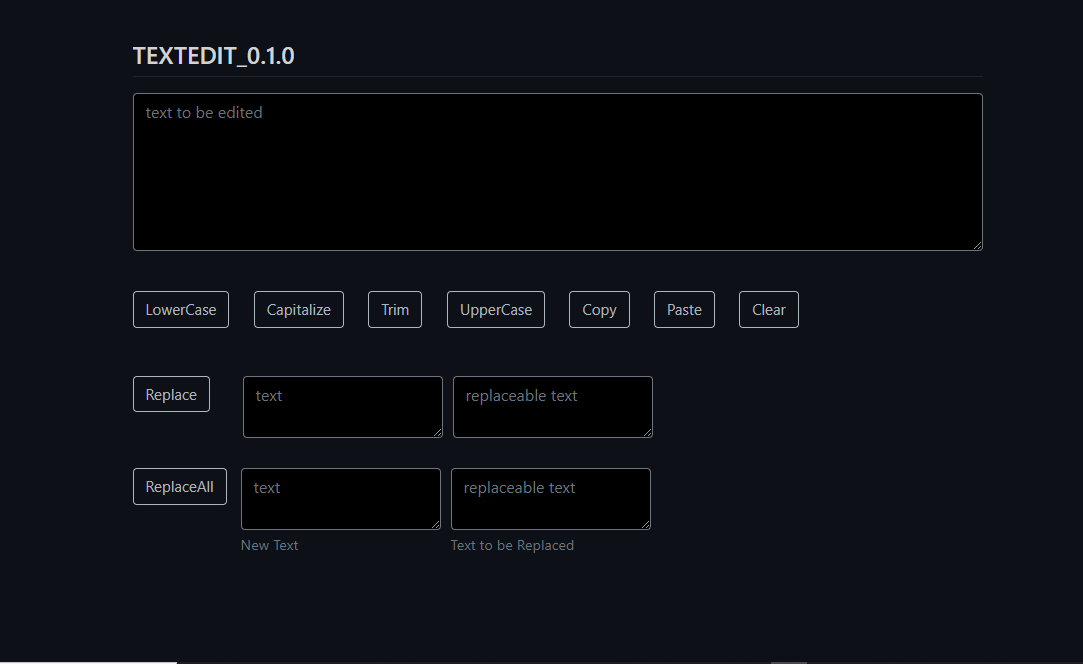 TEXTEDIT_0.1.0
text to be edited
LowerCase Capitalize Trim UpperCase Copy Paste Clear
Replace text replaceable text
ReplaceAll text replaceable text
New Text Text to be Replaced